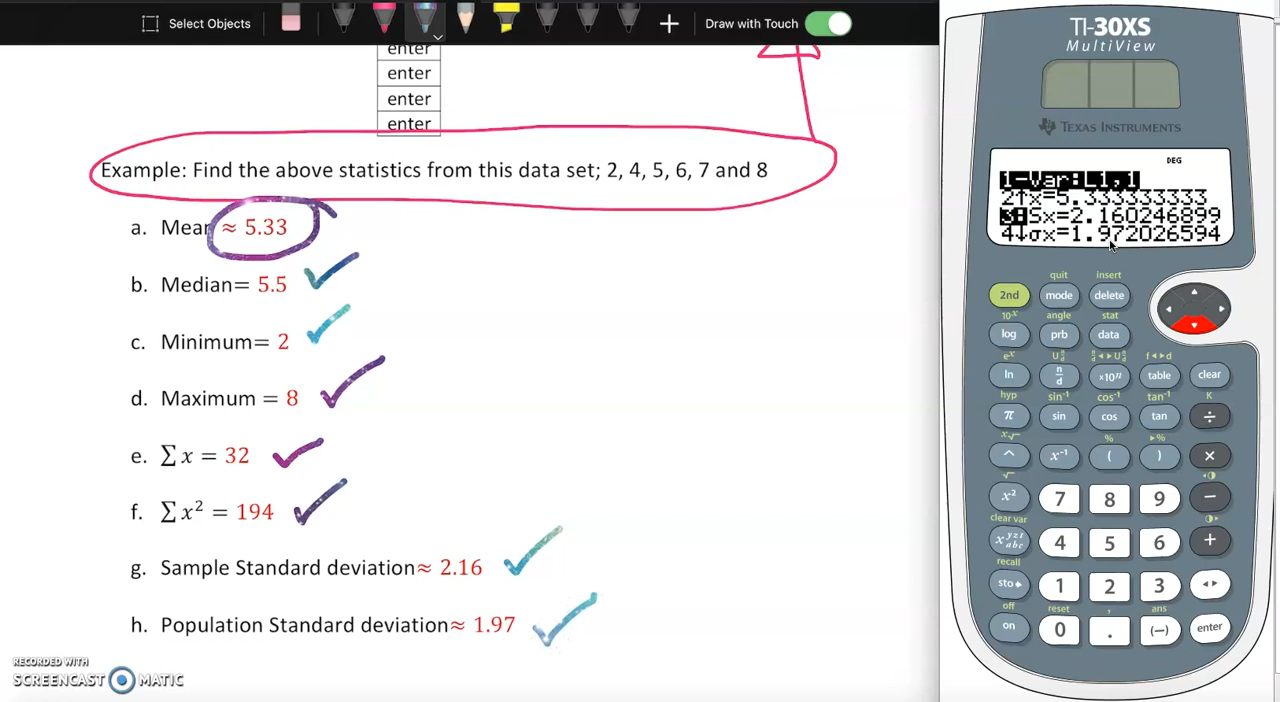 Select Objects
Draw with Touch
enter
enter
enter
enter
Example: Find the above statistics from this data set; 2, 4, 5, 6, 7 and 8
a. Mean ≈ 5.33
b. Median= 5.5
c. Minimum= 2
d. Maximum = 8
e. ∑ x = 32
f. ∑ x² = 194
g. Sample Standard deviation≈ 2.16
h. Population Standard deviation≈ 1.97
RECORDED WITH
SCREENCAST MATIC
TI-30XS
MultiView
TEXAS INSTRUMENTS
DEG
1-Var:L1,1
2↑x̄=5.333333333
3:Sx=2.160246899
4↓σx=1.972026594
quit insert
2nd mode delete
10ˣ angle stat
log prb data
eˣ U n/d n/d ◄► U n/d f◄►d
ln n/d ×10ⁿ table clear
hyp sin⁻¹ cos⁻¹ tan⁻¹ K
π sin cos tan ÷
ˣ√ % ►%
^ x⁻¹ ( ) ×
√
x² 7 8 9 −
clear var
x yzt abc 4 5 6 +
recall
sto► 1 2 3 ◄►
off reset , ans
on 0 . (−) enter